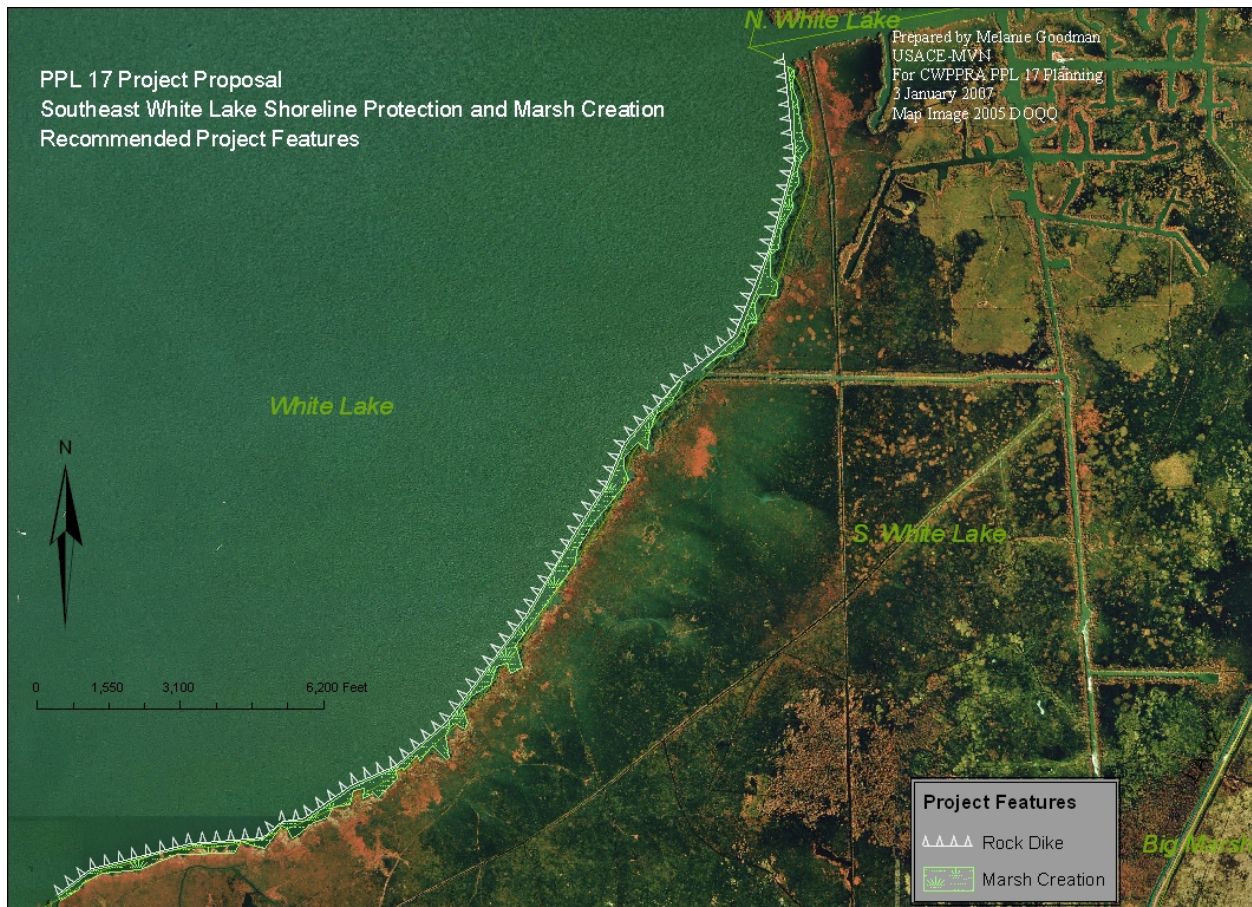 N. White Lake
Prepared by Melanie Goodman
USACE-MVN
For CWPPRA PPL 17 Planning
3 January 2007
Map Image 2005 DOQQ
PPL 17 Project Proposal
Southeast White Lake Shoreline Protection and Marsh Creation
Recommended Project Features
White Lake
N
S. White Lake
0 1,550 3,100 6,200 Feet
Project Features
Rock Dike
Marsh Creation
Big Marsh